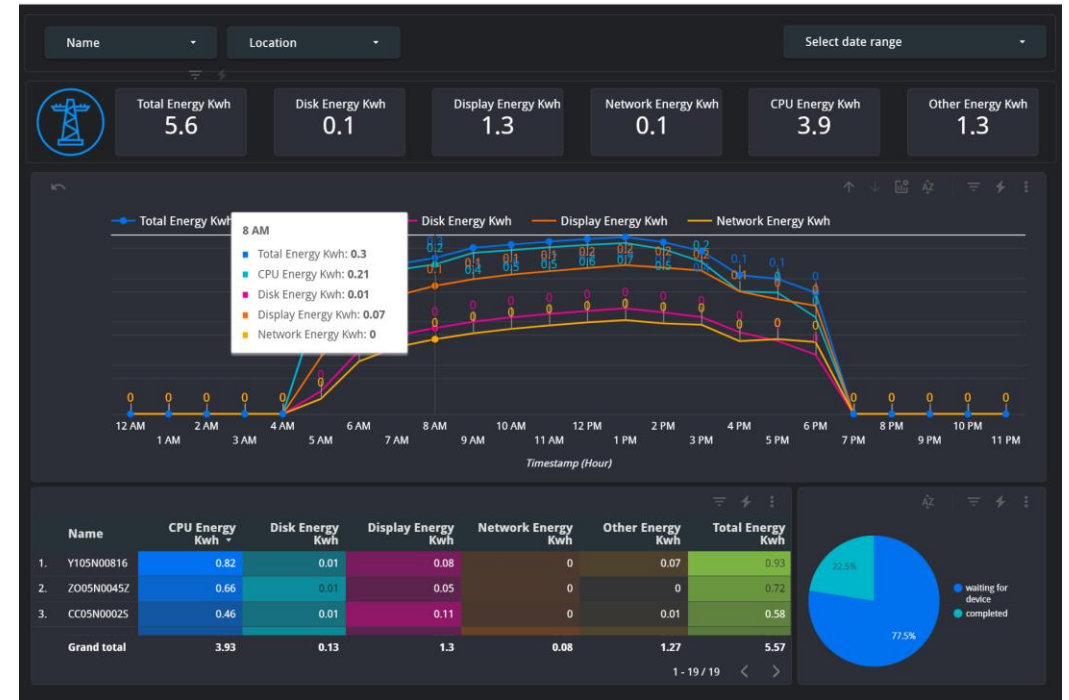 Name
Location
Select date range
Total Energy Kwh
5.6
Disk Energy Kwh
0.1
Display Energy Kwh
1.3
Network Energy Kwh
0.1
CPU Energy Kwh
3.9
Other Energy Kwh
1.3
Total Energy Kwh
Disk Energy Kwh
Display Energy Kwh
Network Energy Kwh
8 AM
Total Energy Kwh: 0.3
CPU Energy Kwh: 0.21
Disk Energy Kwh: 0.01
Display Energy Kwh: 0.07
Network Energy Kwh: 0
0 0 0 0 0 0 0 0 0
12 AM 2 AM 4 AM 6 AM 8 AM 10 AM 12 PM 2 PM 4 PM 6 PM 8 PM 10 PM
1 AM 3 AM 5 AM 7 AM 9 AM 11 AM 1 PM 3 PM 5 PM 7 PM 9 PM 11 PM
Timestamp (Hour)
Name CPU Energy Kwh Disk Energy Kwh Display Energy Kwh Network Energy Kwh Other Energy Kwh Total Energy Kwh
1. Y105N00816 0.82 0.01 0.08 0 0.07 0.93
2. ZO05N0045Z 0.66 0.01 0.05 0 0 0.72
3. CC05N0002S 0.46 0.01 0.11 0 0.01 0.58
Grand total 3.93 0.13 1.3 0.08 1.27 5.57
1 - 19 / 19
22.5%
77.5%
waiting for
device
completed